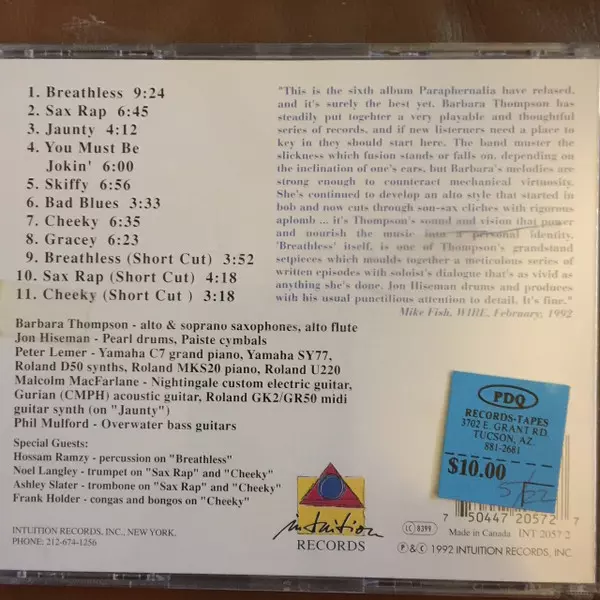 1. Breathless 9:24
2. Sax Rap 6:45
3. Jaunty 4:12
4. You Must Be
Jokin' 6:00
5. Skiffy 6:56
6. Bad Blues 3:33
7. Cheeky 6:35
8. Gracey 6:23
9. Breathless (Short Cut) 3:52
10. Sax Rap (Short Cut) 4:18
11. Cheeky (Short Cut ) 3:18
"This is the sixth album Paraphernalia have relased,
and it's surely the best yet. Barbara Thompson has
steadily put togehter a very playable and thoughtful
series of records, and if new listerners need a place to
key in they should start here. The band muster the
slickness which fusion stands or falls on, depending on
the inclination of one's ears, but Barbara's melodies are
strong enough to counteract mechanical virtuosity.
She's continued to develop an alto style that started in
bob and now cuts through son-sax cliches with rigorous
aplomb ... it's Thompson's sound and vision that power
and nourish the music into a personal identity.
'Breathless' itself, is one of Thompson's grandstand
setpieces which moulds together a meticulous series of
written episodes with soloist's dialogue that's as vivid as
anything she's done. Jon Hiseman drums and produces
with his usual punctilious attention to detail. It's fine."
Mike Fish, WIRE, February, 1992
Barbara Thompson - alto & soprano saxophones, alto flute
Jon Hiseman - Pearl drums, Paiste cymbals
Peter Lemer - Yamaha C7 grand piano, Yamaha SY77,
Roland D50 synths, Roland MKS20 piano, Roland U220
Malcolm MacFarlane - Nightingale custom electric guitar,
Gurian (CMPH) acoustic guitar, Roland GK2/GR50 midi
guitar synth (on "Jaunty")
Phil Mulford - Overwater bass guitars
Special Guests:
Hossam Ramzy - percussion on "Breathless"
Noel Langley - trumpet on "Sax Rap" and "Cheeky"
Ashley Slater - trombone on "Sax Rap" and "Cheeky"
Frank Holder - congas and bongos on "Cheeky"
INTUITION RECORDS, INC., NEW YORK.
PHONE: 212-674-1256
intuition
RECORDS
PDQ
RECORDS-TAPES
3702 E. GRANT RD.
TUCSON, AZ.
881-2681
$10.00
7 50447 20572 7
LC 8399
Made in Canada INT 2057 2
℗ & © 1992 INTUITION RECORDS, INC.